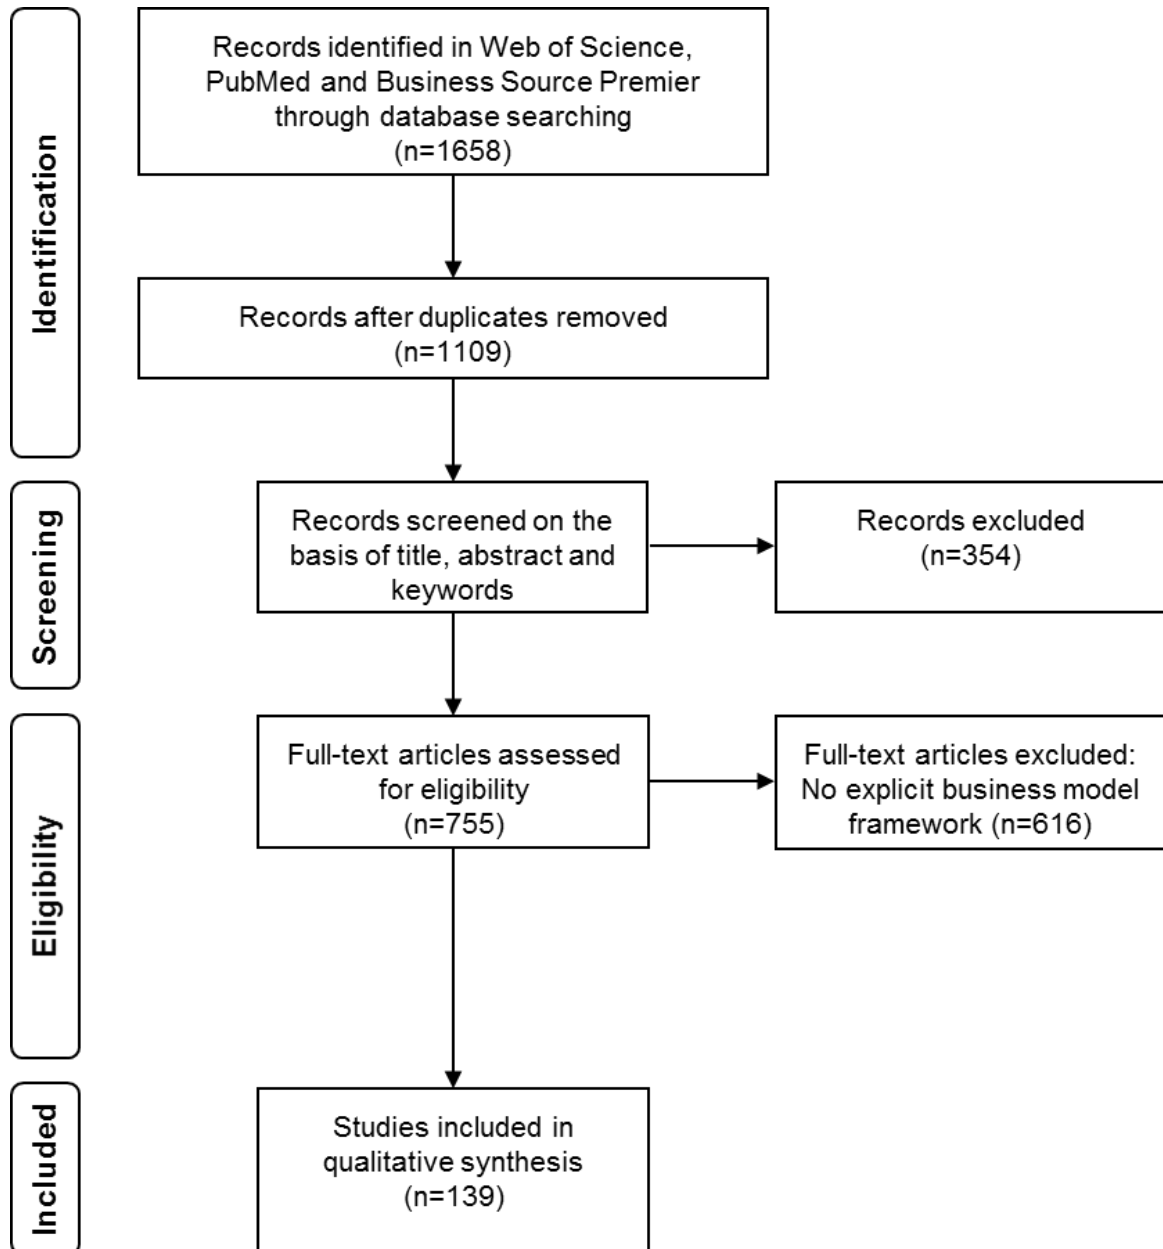 Identification
Records identified in Web of Science,
PubMed and Business Source Premier
through database searching
(n=1658)
Records after duplicates removed
(n=1109)
Screening
Records screened on the
basis of title, abstract and
keywords
Records excluded
(n=354)
Eligibility
Full-text articles assessed
for eligibility
(n=755)
Full-text articles excluded:
No explicit business model
framework (n=616)
Included
Studies included in
qualitative synthesis
(n=139)